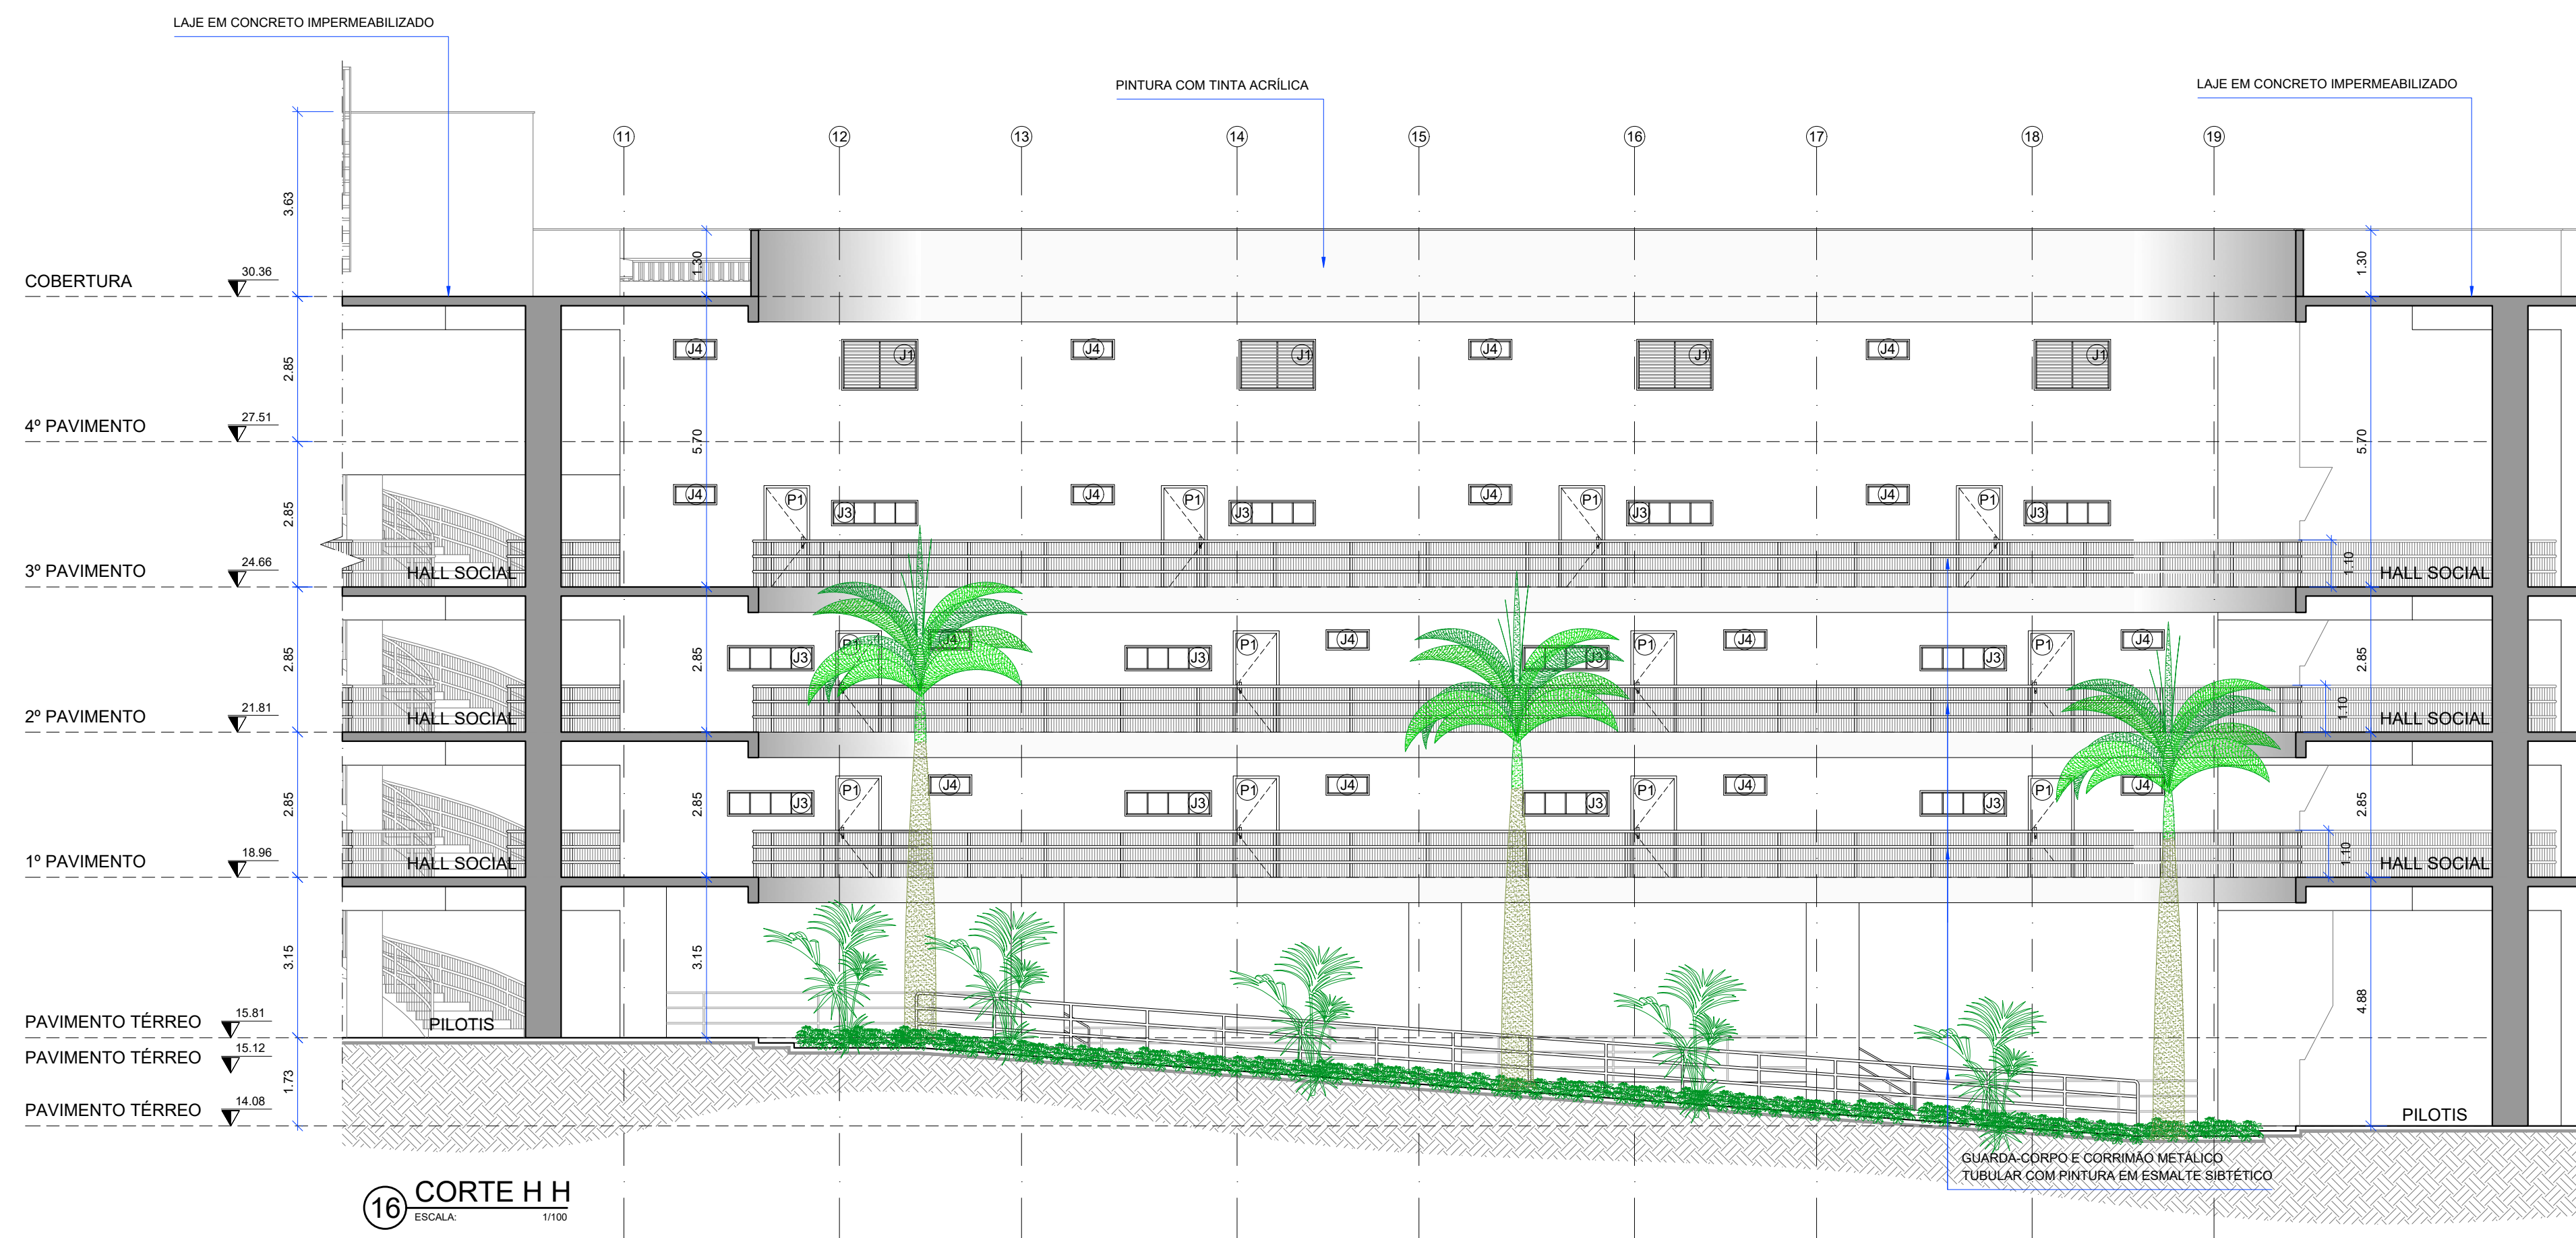 LAJE EM CONCRETO IMPERMEABILIZADO
PINTURA COM TINTA ACRÍLICA
LAJE EM CONCRETO IMPERMEABILIZADO
11 12 13 14 15 16 17 18 19
3.63
1.30 1.30
COBERTURA 30.36
J4 J1 J4 J1 J4 J1 J4 J1
2.85
4º PAVIMENTO 27.51
5.70 5.70
2.85
J4 P1 J3 J4 P1 J3 J4 P1 J3 J4 P1 J3
3º PAVIMENTO 24.66
HALL SOCIAL 1.10 HALL SOCIAL
2.85 2.85 2.85
J3 P1 J4 J3 P1 J4 J3 P1 J4 J3 P1 J4
2º PAVIMENTO 21.81
HALL SOCIAL 1.10 HALL SOCIAL
2.85 2.85 2.85
J3 P1 J4 J3 P1 J4 J3 P1 J4 J3 P1 J4
1º PAVIMENTO 18.96
HALL SOCIAL 1.10 HALL SOCIAL
3.15 3.15 4.88
PAVIMENTO TÉRREO 15.81
PILOTIS
PAVIMENTO TÉRREO 15.12
1.73
PAVIMENTO TÉRREO 14.08
PILOTIS
GUARDA-CORPO E CORRIMÃO METÁLICO
TUBULAR COM PINTURA EM ESMALTE SIBTÉTICO
16 CORTE H H
ESCALA: 1/100